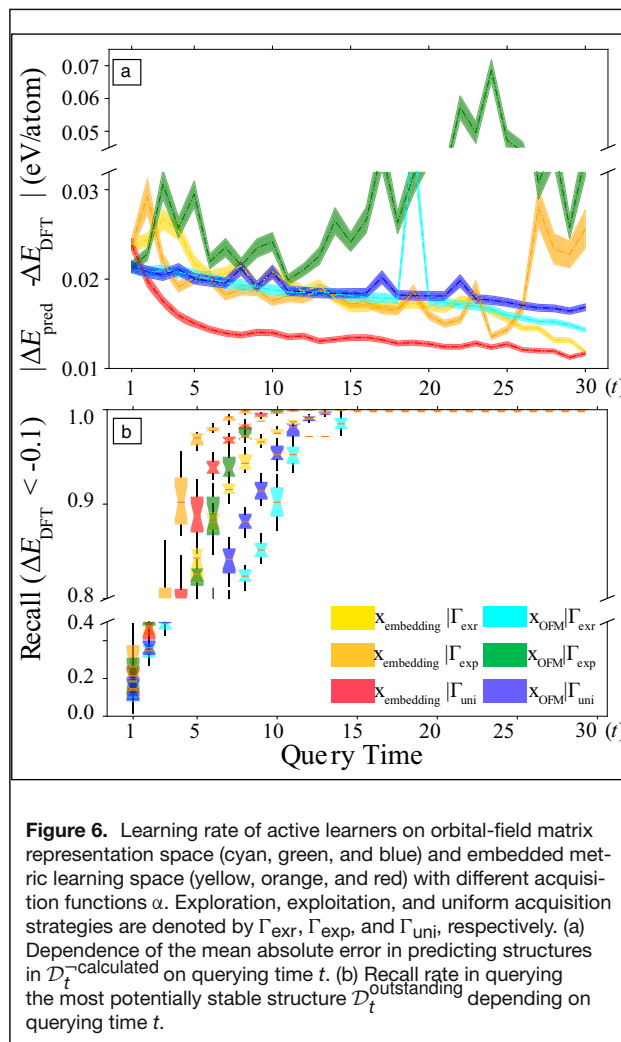 a
0.07
0.05
0.03
0.02
0.01
|ΔE_pred -ΔE_DFT | (eV/atom)
1 5 10 15 20 25 30 (t)
b
1.0
0.9
0.8
0.4
0.2
0.0
Recall (ΔE_DFT < -0.1)
x_embedding |Γ_exr x_OFM|Γ_exr
x_embedding |Γ_exp x_OFM|Γ_exp
x_embedding |Γ_uni x_OFM|Γ_uni
1 5 10 15 20 25 30 (t)
Query Time
Figure 6. Learning rate of active learners on orbital-field matrix
representation space (cyan, green, and blue) and embedded met-
ric learning space (yellow, orange, and red) with different acquisi-
tion functions α. Exploration, exploitation, and uniform acquisition
strategies are denoted by Γ_exr, Γ_exp, and Γ_uni, respectively. (a)
Dependence of the mean absolute error in predicting structures
in 𝒟_t^¬calculated on querying time t. (b) Recall rate in querying
the most potentially stable structure 𝒟_t^outstanding depending on
querying time t.